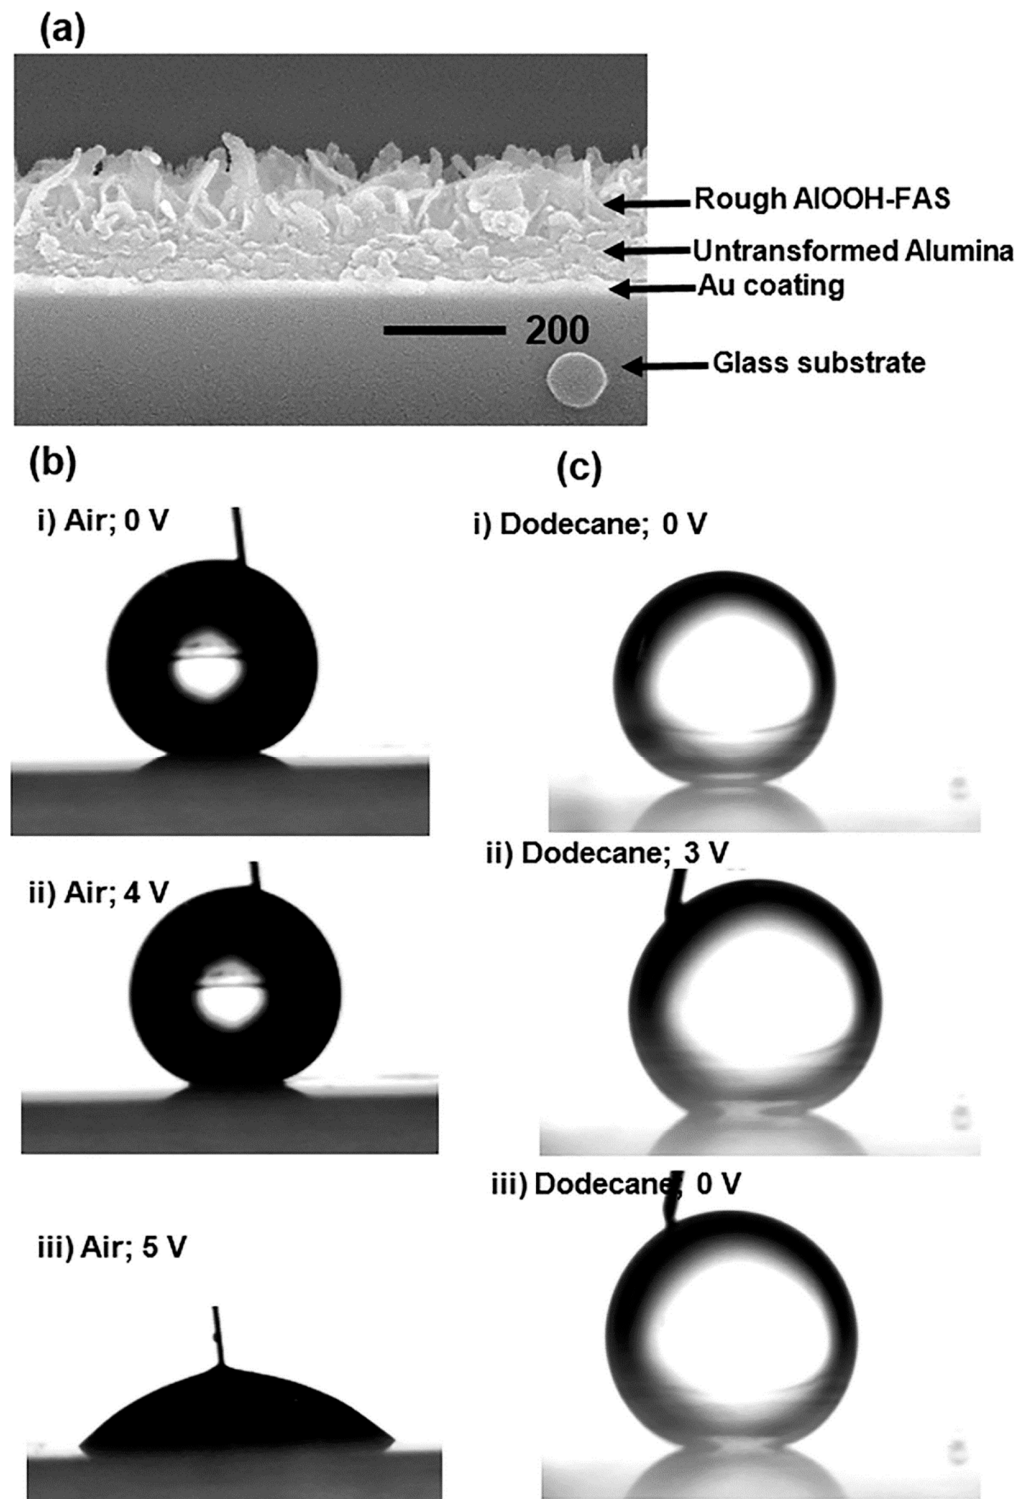 (a)
Rough AlOOH-FAS
Untransformed Alumina
Au coating
200
Glass substrate
(b)
(c)
i) Air; 0 V
i) Dodecane; 0 V
ii) Dodecane; 3 V
ii) Air; 4 V
iii) Dodecane; 0 V
iii) Air; 5 V